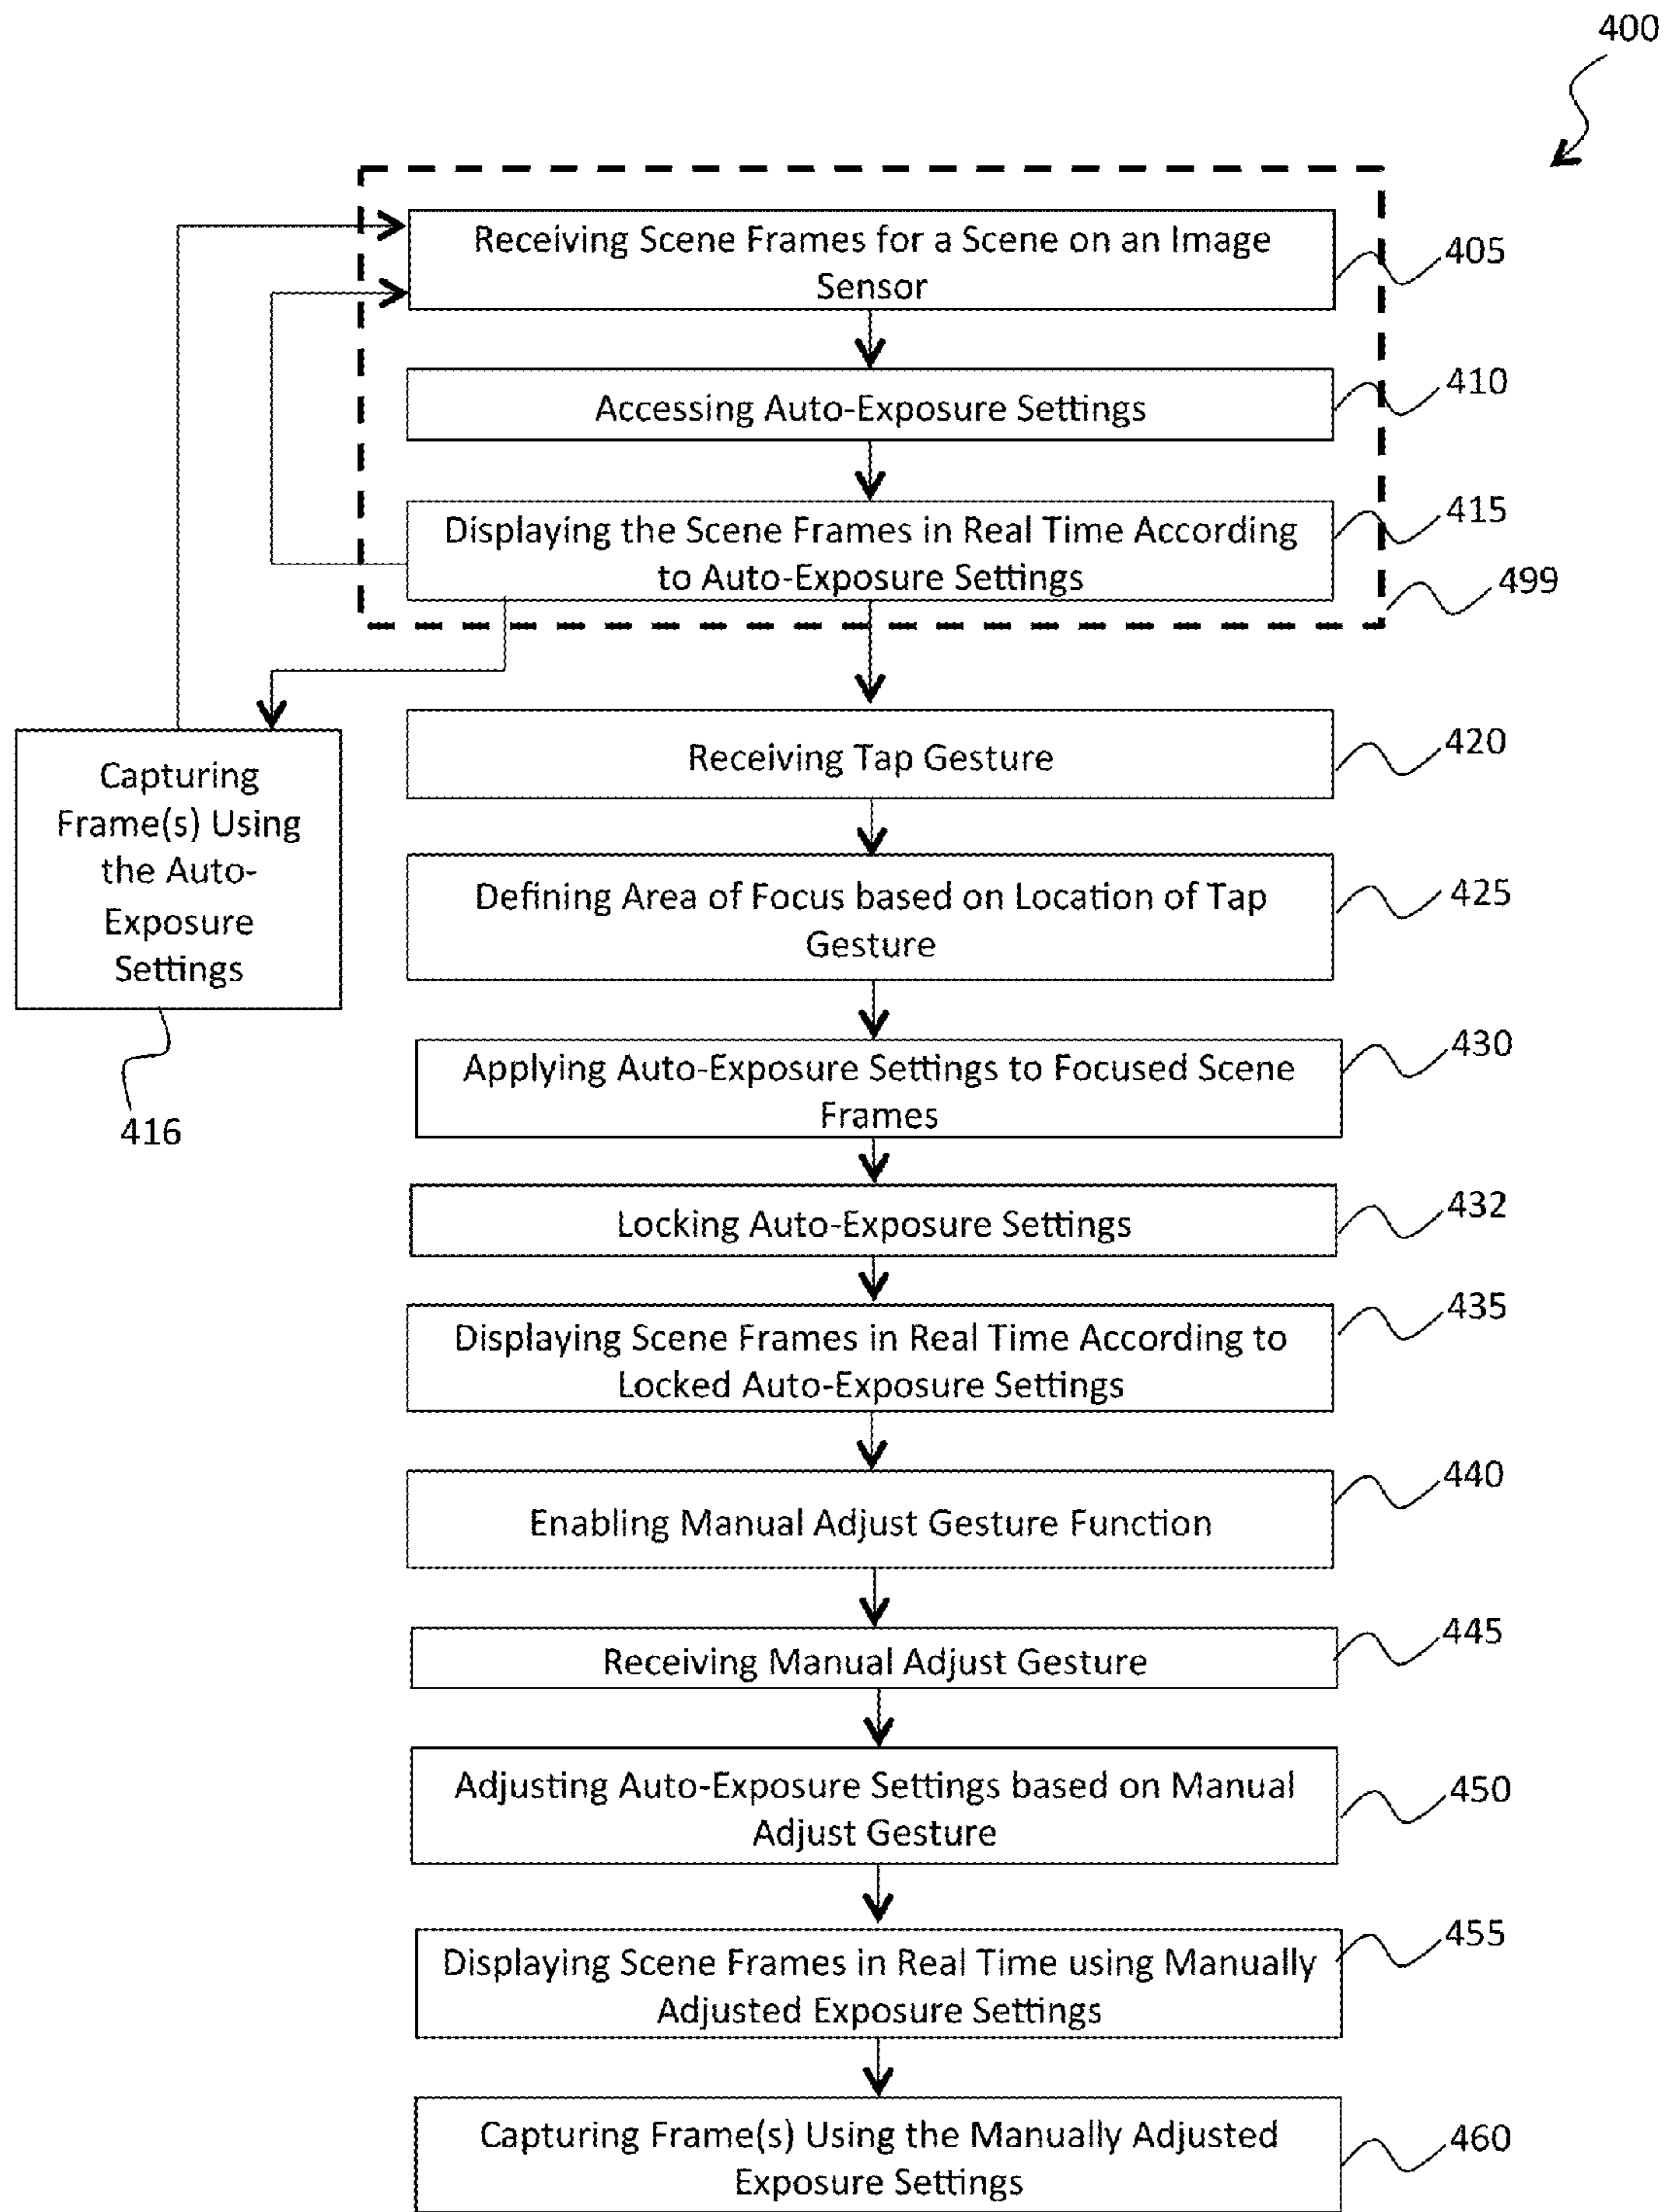 400
Receiving Scene Frames for a Scene on an Image
Sensor
405
Accessing Auto-Exposure Settings
410
Displaying the Scene Frames in Real Time According
to Auto-Exposure Settings
415
499
Capturing
Frame(s) Using
the Auto-
Exposure
Settings
416
Receiving Tap Gesture
420
Defining Area of Focus based on Location of Tap
Gesture
425
Applying Auto-Exposure Settings to Focused Scene
Frames
430
Locking Auto-Exposure Settings
432
Displaying Scene Frames in Real Time According to
Locked Auto-Exposure Settings
435
Enabling Manual Adjust Gesture Function
440
Receiving Manual Adjust Gesture
445
Adjusting Auto-Exposure Settings based on Manual
Adjust Gesture
450
Displaying Scene Frames in Real Time using Manually
Adjusted Exposure Settings
455
Capturing Frame(s) Using the Manually Adjusted
Exposure Settings
460